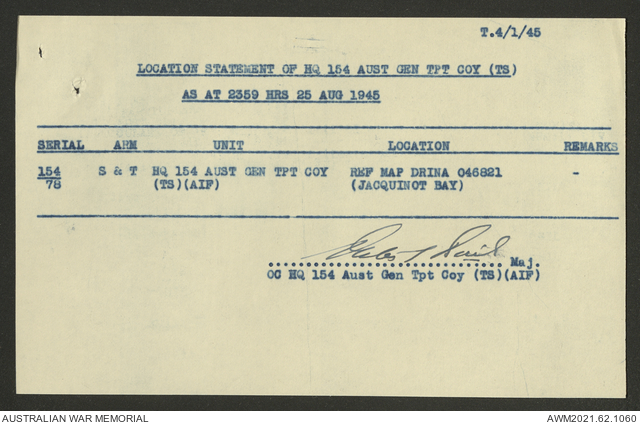 T.4/1/45
LOCATION STATEMENT OF HQ 154 AUST GEN TPT COY (TS)
AS AT 2359 HRS 25 AUG 1945
SERIAL ARM UNIT LOCATION REMARKS
154 S & T HQ 154 AUST GEN TPT COY REF MAP DRINA 046821 -
78 (TS)(AIF) (JACQUINOT BAY)
Maj.
OC HQ 154 Aust Gen Tpt Coy (TS)(AIF)
AUSTRALIAN WAR MEMORIAL AWM2021.62.1060